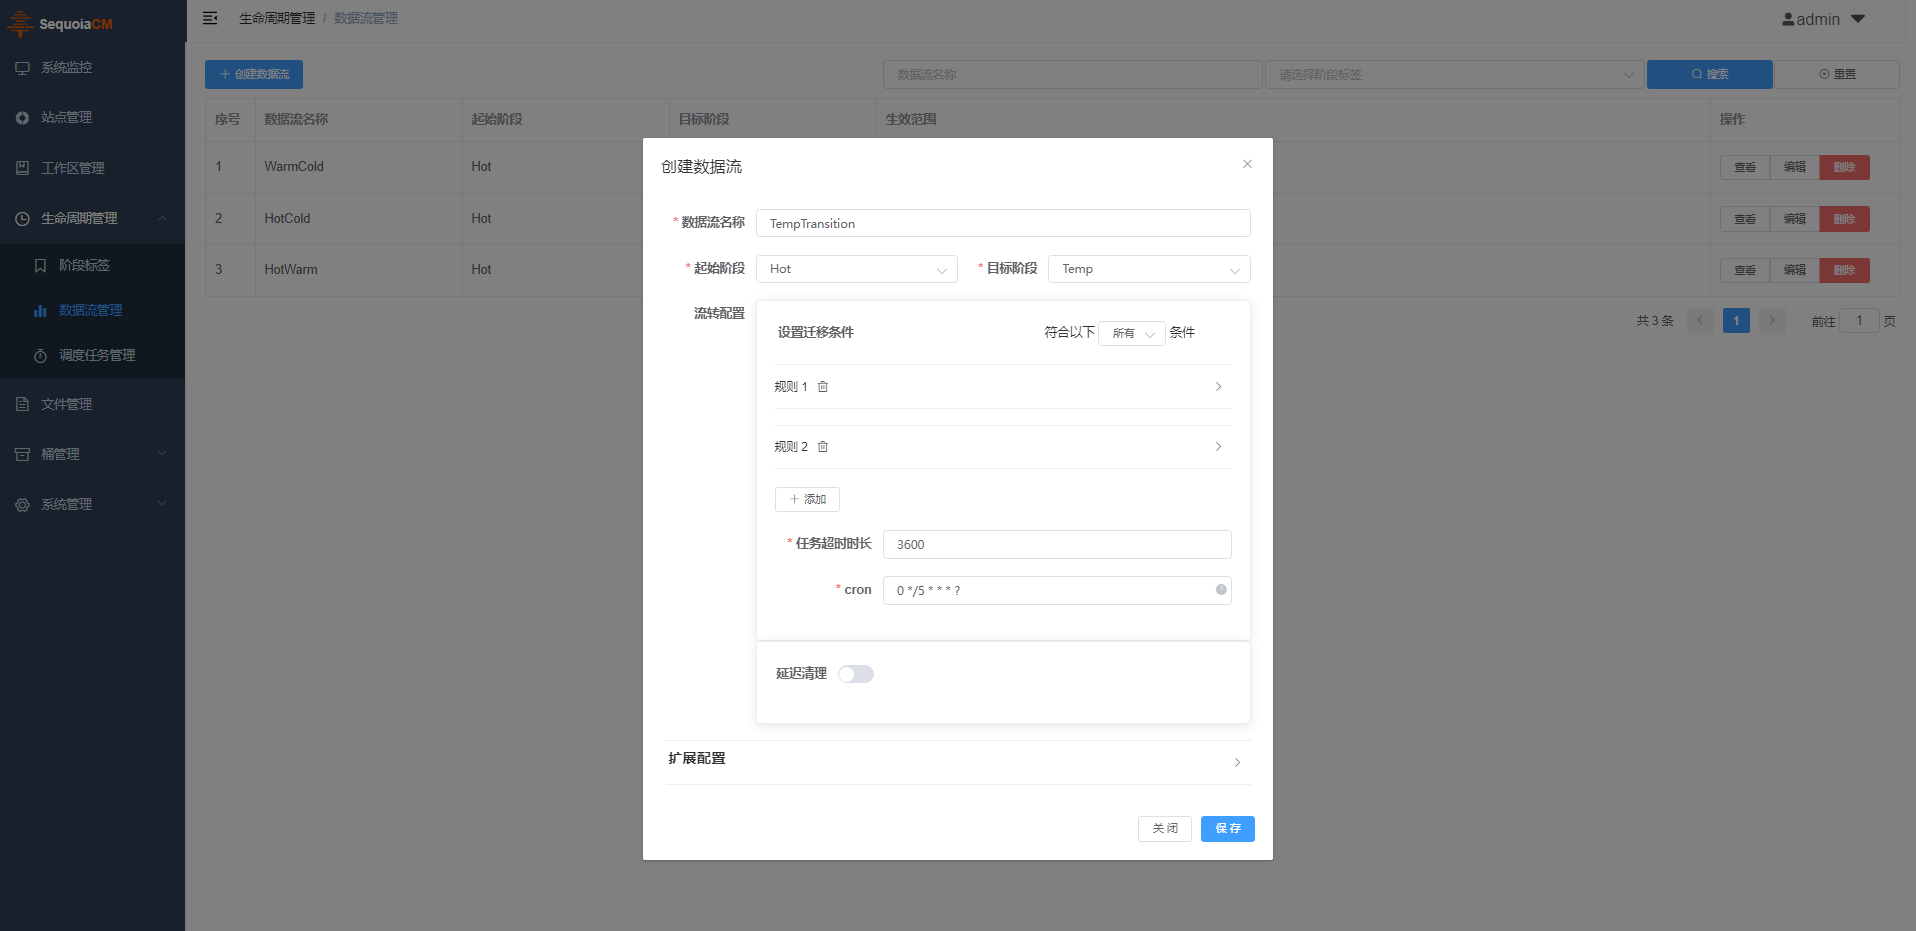 SequoiaCM
生命周期管理 / 数据流管理
admin
系统监控
站点管理
工作区管理
生命周期管理
阶段标签
数据流管理
调度任务管理
文件管理
桶管理
系统管理
+ 创建数据流
数据流名称
请选择阶段标签
搜索
重置
序号 数据流名称 起始阶段 目标阶段 生效范围 操作
1 WarmCold Hot 查看 编辑 删除
2 HotCold Hot 查看 编辑 删除
3 HotWarm Hot 查看 编辑 删除
共 3 条 1 前往 1 页
创建数据流
* 数据流名称 TempTransition
* 起始阶段 Hot * 目标阶段 Temp
流转配置
设置迁移条件 符合以下 所有 条件
规则 1
规则 2
+ 添加
* 任务超时时长 3600
* cron 0 */5 * * * ?
延迟清理
扩展配置
关 闭 保 存